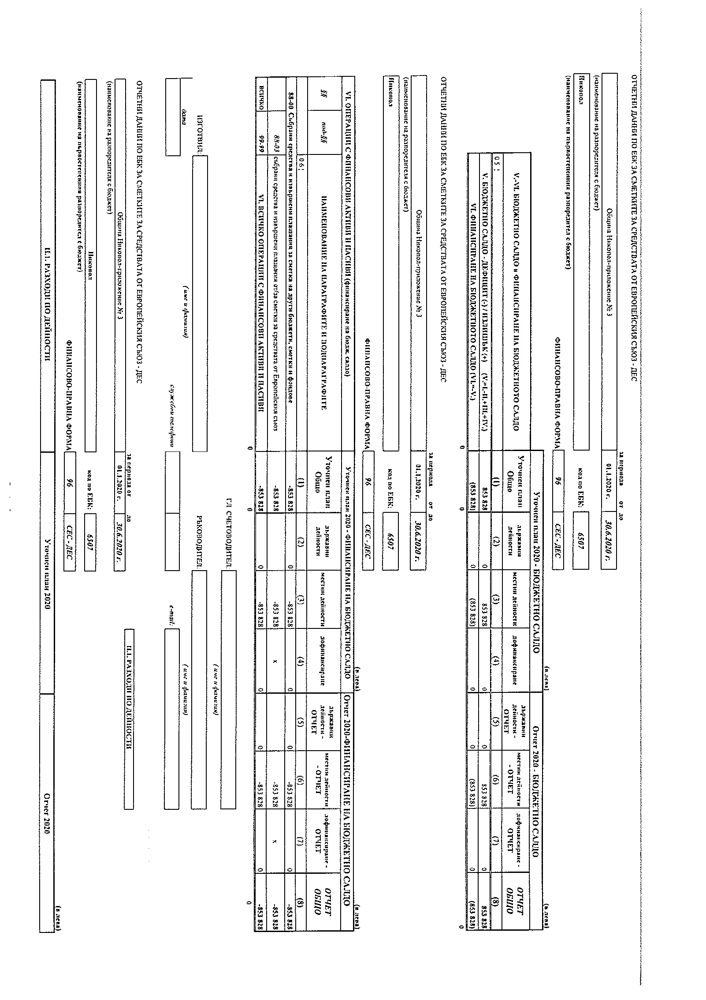 ОТЧЕТНИ ДАННИ ПО ЕБК ЗА СМЕТКИТЕ ЗА СРЕДСТВАТА ОТ ЕВРОПЕЙСКИЯ СЪЮЗ - ДЕС
за периода от до
Община Никопол-приложение № 3 01.1.2020 г. 30.6.2020 г.
(наименование на разпоредителя с бюджет)
Никопол код по ЕБК: 6507
(наименование на първостепенния разпоредител с бюджет)
ФИНАНСОВО-ПРАВНА ФОРМА 96 СЕС - ДЕС
(в лева) (в лева)
Уточнен план 2020 - БЮДЖЕТНО САЛДО Отчет 2020 - БЮДЖЕТНО САЛДО
V.-VI. БЮДЖЕТНО САЛДО и ФИНАНСИРАНЕ НА БЮДЖЕТНОТО САЛДО Уточнен план Общо държавни дейности местни дейности дофинансиране държавни дейности - ОТЧЕТ местни дейности - ОТЧЕТ дофинансиране - ОТЧЕТ ОТЧЕТ ОБЩО
0 5 (1) (2) (3) (4) (5) (6) (7) (8)
V. БЮДЖЕТНО САЛДО - ДЕФИЦИТ (-) / ИЗЛИШЪК (+) (V.=I.-II.+III.+IV.) 853 828 0 853 828 0 0 853 828 0 853 828
VI. ФИНАНСИРАНЕ НА БЮДЖЕТНОТО САЛДО (VI.=-V.) (853 828) 0 (853 828) 0 0 (853 828) 0 (853 828)
0 0 0
ОТЧЕТНИ ДАННИ ПО ЕБК ЗА СМЕТКИТЕ ЗА СРЕДСТВАТА ОТ ЕВРОПЕЙСКИЯ СЪЮЗ - ДЕС
за периода от до
Община Никопол-приложение № 3 01.1.2020 г. 30.6.2020 г.
(наименование на разпоредителя с бюджет)
Никопол код по ЕБК: 6507
ФИНАНСОВО-ПРАВНА ФОРМА 96 СЕС - ДЕС
(в лева) (в лева)
VI. ОПЕРАЦИИ С ФИНАНСОВИ АКТИВИ И ПАСИВИ (финансиране на бюдж. салдо) Уточнен план 2020 - ФИНАНСИРАНЕ НА БЮДЖЕТНО САЛДО Отчет 2020-ФИНАНСИРАНЕ НА БЮДЖЕТНО САЛДО
§§ под-§§ НАИМЕНОВАНИЕ НА ПАРАГРАФИТЕ И ПОДПАРАГРАФИТЕ Уточнен план Общо държавни дейности местни дейности дофинансиране държавни дейности - ОТЧЕТ местни дейности - ОТЧЕТ дофинансиране - ОТЧЕТ ОТЧЕТ ОБЩО
0 6 (1) (2) (3) (4) (5) (6) (7) (8)
88-00 Събрани средства и извършени плащания за сметка на други бюджети, сметки и фондове -853 828 0 -853 828 0 0 -853 828 0 -853 828
88-03 събрани средства и извършени плащания от/за сметки за средствата от Европейския съюз -853 828 -853 828 x -853 828 x -853 828
ВСИЧКО 99-99 VI. ВСИЧКО ОПЕРАЦИИ С ФИНАНСОВИ АКТИВИ И ПАСИВИ -853 828 0 -853 828 0 0 -853 828 0 -853 828
0 0 0
ГЛ. СЧЕТОВОДИТЕЛ:
(име и фамилия)
ИЗГОТВИЛ: РЪКОВОДИТЕЛ:
дата (име и фамилия) (име и фамилия)
служебни телефони e-mail:
ОТЧЕТНИ ДАННИ ПО ЕБК ЗА СМЕТКИТЕ ЗА СРЕДСТВАТА ОТ ЕВРОПЕЙСКИЯ СЪЮЗ - ДЕС
за периода от до II.1. РАЗХОДИ ПО ДЕЙНОСТИ
Община Никопол-приложение № 3 01.1.2020 г. 30.6.2020 г.
(наименование на разпоредителя с бюджет)
Никопол код по ЕБК: 6507
(наименование на първостепенния разпоредител с бюджет)
ФИНАНСОВО-ПРАВНА ФОРМА 96 СЕС - ДЕС
(в лева)
II.1. РАЗХОДИ ПО ДЕЙНОСТИ Уточнен план 2020 Отчет 2020